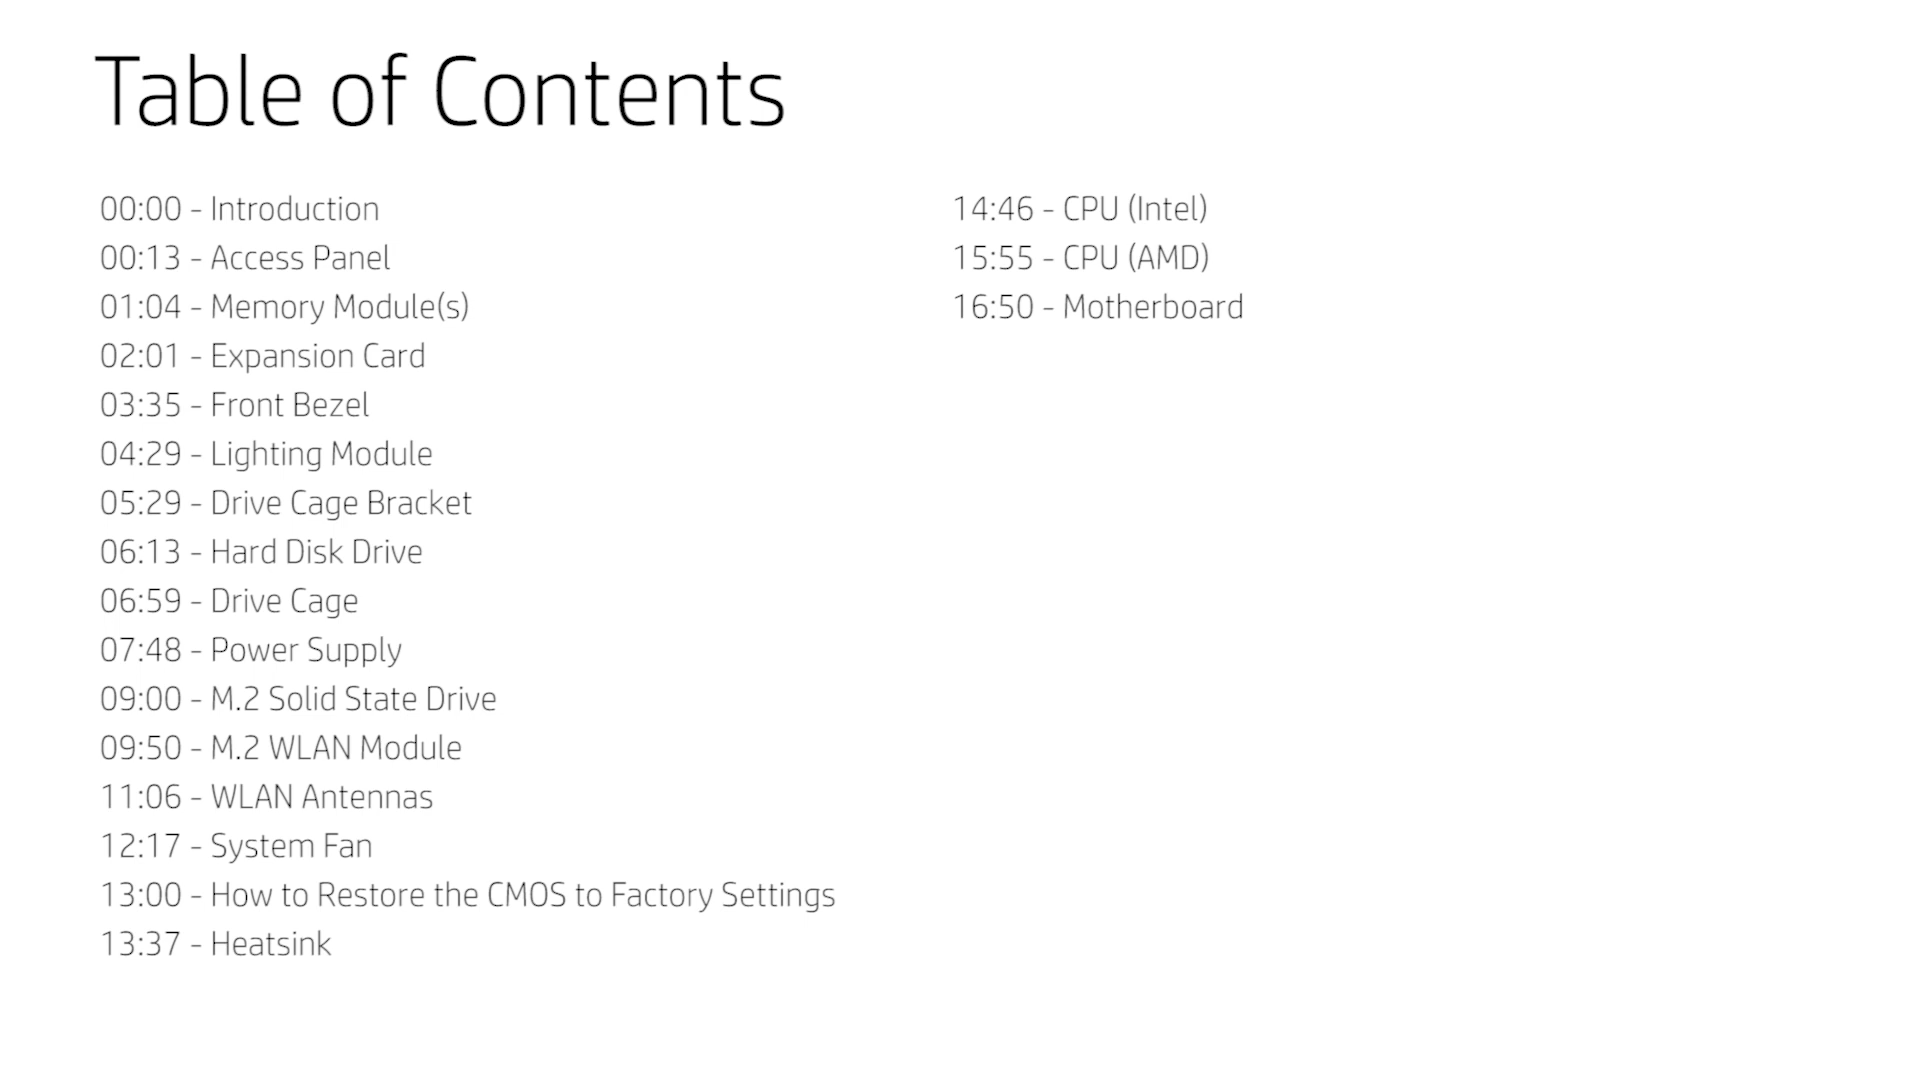 Table of Contents
00:00 - Introduction
00:13 - Access Panel
01:04 - Memory Module(s)
02:01 - Expansion Card
03:35 - Front Bezel
04:29 - Lighting Module
05:29 - Drive Cage Bracket
06:13 - Hard Disk Drive
06:59 - Drive Cage
07:48 - Power Supply
09:00 - M.2 Solid State Drive
09:50 - M.2 WLAN Module
11:06 - WLAN Antennas
12:17 - System Fan
13:00 - How to Restore the CMOS to Factory Settings
13:37 - Heatsink
14:46 - CPU (Intel)
15:55 - CPU (AMD)
16:50 - Motherboard